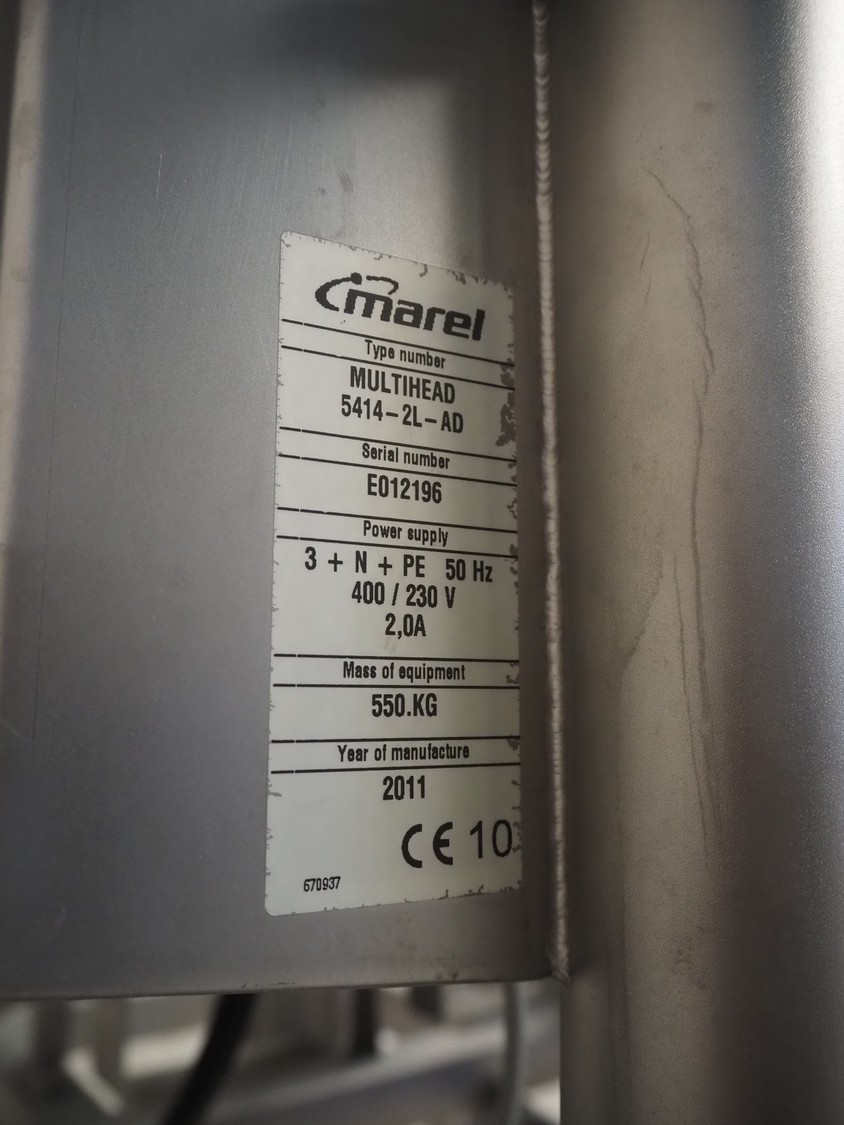 marel
Type number
MULTIHEAD
5414-2L-AD
Serial number
E012196
Power supply
3 + N + PE 50 Hz
400 / 230 V
2,0A
Mass of equipment
550.KG
Year of manufacture
2011
CE 10
670937